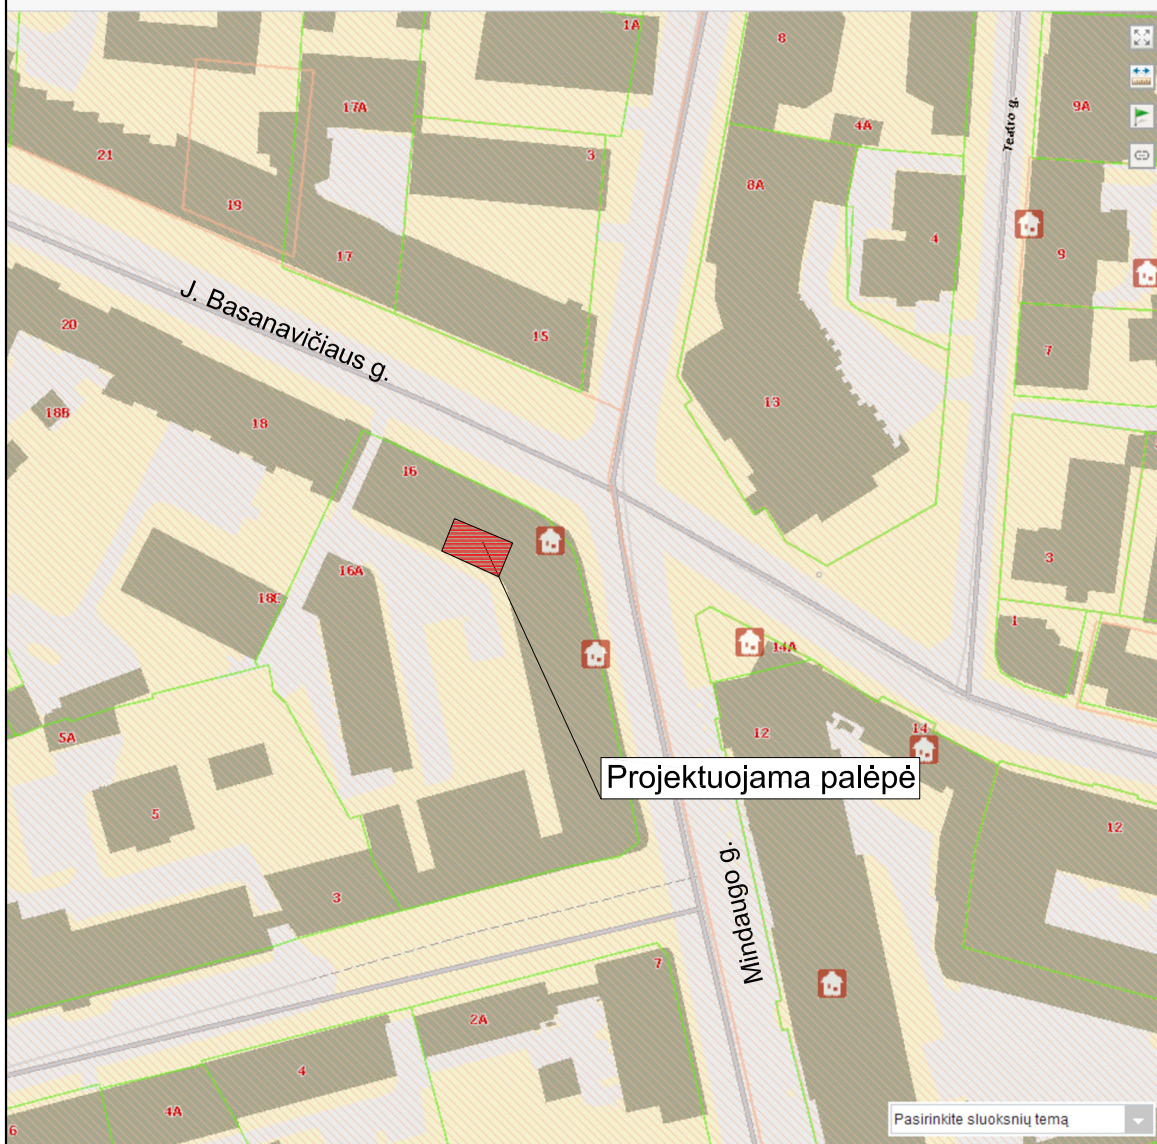 1A
8
17A
9A
Teatro g.
4A
21
3
8A
19
4
17
9
J. Basanavičiaus g.
20
15
7
18B
13
18
16
16A
3
18C
1
14A
5A
12
14
Projektuojama palėpė
5
12
Mindaugo g.
3
7
2A
4
4A
6
Pasirinkite sluoksnių temą